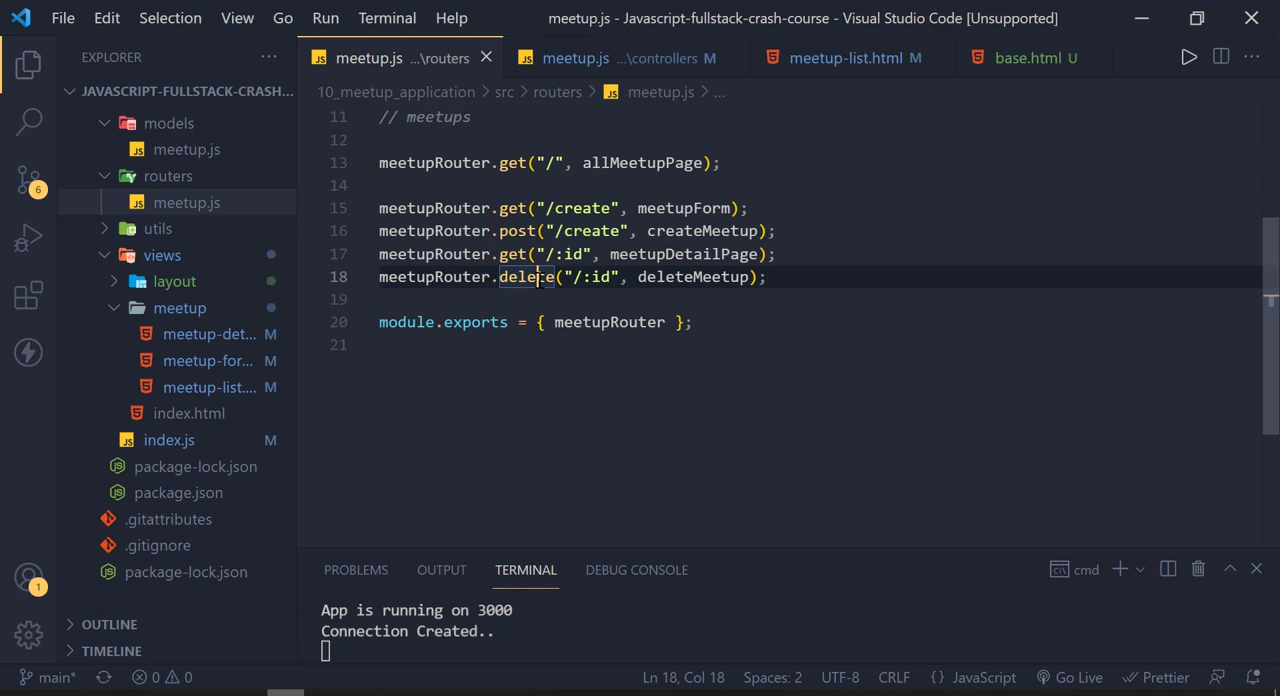 File Edit Selection View Go Run Terminal Help
meetup.js - Javascript-fullstack-crash-course - Visual Studio Code [Unsupported]
EXPLORER ...
meetup.js ...\routers
meetup.js ...\controllers M
meetup-list.html M
base.html U
JAVASCRIPT-FULLSTACK-CRASH...
10_meetup_application > src > routers > JS meetup.js > ...
models
JS meetup.js
routers
JS meetup.js
utils
views
layout
meetup
meetup-det... M
meetup-for... M
meetup-list.... M
index.html
JS index.js M
package-lock.json
package.json
.gitattributes
.gitignore
package-lock.json
OUTLINE
TIMELINE
6
1
11 // meetups
12
13 meetupRouter.get("/", allMeetupPage);
14
15 meetupRouter.get("/create", meetupForm);
16 meetupRouter.post("/create", createMeetup);
17 meetupRouter.get("/:id", meetupDetailPage);
18 meetupRouter.delete("/:id", deleteMeetup);
19
20 module.exports = { meetupRouter };
21
PROBLEMS OUTPUT TERMINAL DEBUG CONSOLE
cmd
App is running on 3000
Connection Created..
main* 0 0
Ln 18, Col 18 Spaces: 2 UTF-8 CRLF {} JavaScript Go Live Prettier